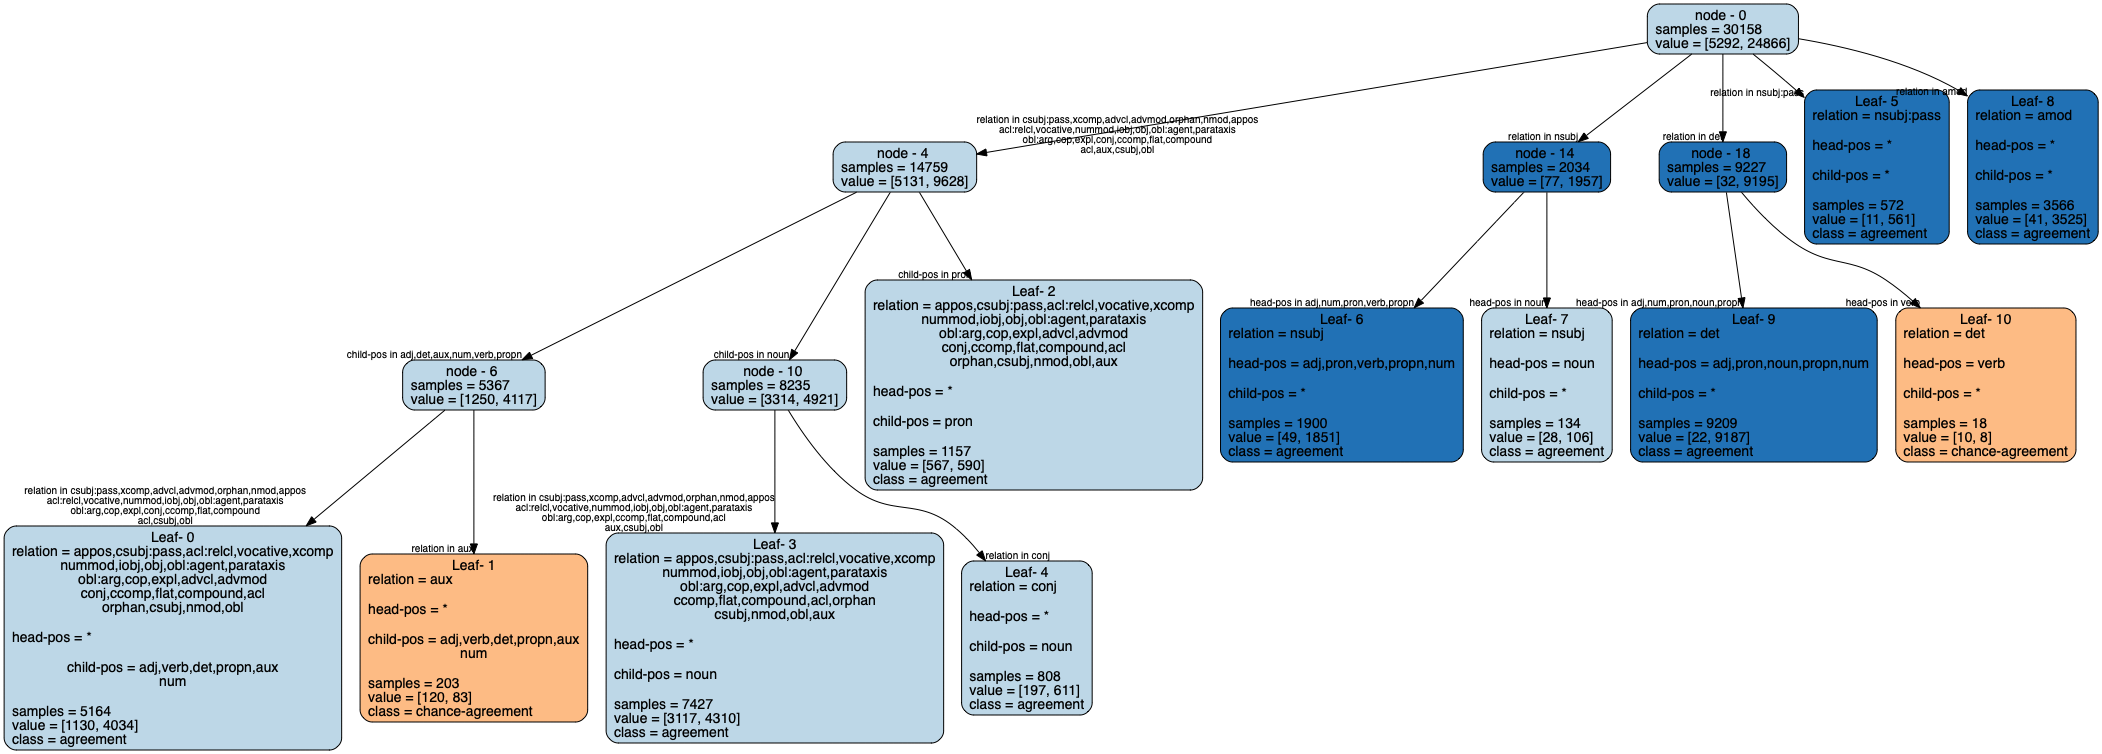 node - 0
samples = 30158
value = [5292, 24866]
relation in csubj:pass,xcomp,advcl,advmod,orphan,nmod,appos
acl:relcl,vocative,nummod,iobj,obj,obl:agent,parataxis
obl:arg,cop,expl,conj,ccomp,flat,compound
acl,aux,csubj,obl
relation in nsubj
relation in det
relation in nsubj:pass
relation in amod
node - 4
samples = 14759
value = [5131, 9628]
node - 14
samples = 2034
value = [77, 1957]
node - 18
samples = 9227
value = [32, 9195]
Leaf- 5
relation = nsubj:pass
head-pos = *
child-pos = *
samples = 572
value = [11, 561]
class = agreement
Leaf- 8
relation = amod
head-pos = *
child-pos = *
samples = 3566
value = [41, 3525]
class = agreement
child-pos in adj,det,aux,num,verb,propn
child-pos in noun
child-pos in pron
head-pos in adj,num,pron,verb,propn
head-pos in noun
head-pos in adj,num,pron,noun,propn
head-pos in verb
node - 6
samples = 5367
value = [1250, 4117]
node - 10
samples = 8235
value = [3314, 4921]
Leaf- 2
relation = appos,csubj:pass,acl:relcl,vocative,xcomp
nummod,iobj,obj,obl:agent,parataxis
obl:arg,cop,expl,advcl,advmod
conj,ccomp,flat,compound,acl
orphan,csubj,nmod,obl,aux
head-pos = *
child-pos = pron
samples = 1157
value = [567, 590]
class = agreement
Leaf- 6
relation = nsubj
head-pos = adj,pron,verb,propn,num
child-pos = *
samples = 1900
value = [49, 1851]
class = agreement
Leaf- 7
relation = nsubj
head-pos = noun
child-pos = *
samples = 134
value = [28, 106]
class = agreement
Leaf- 9
relation = det
head-pos = adj,pron,noun,propn,num
child-pos = *
samples = 9209
value = [22, 9187]
class = agreement
Leaf- 10
relation = det
head-pos = verb
child-pos = *
samples = 18
value = [10, 8]
class = chance-agreement
relation in csubj:pass,xcomp,advcl,advmod,orphan,nmod,appos
acl:relcl,vocative,nummod,iobj,obj,obl:agent,parataxis
obl:arg,cop,expl,conj,ccomp,flat,compound
acl,csubj,obl
relation in aux
relation in csubj:pass,xcomp,advcl,advmod,orphan,nmod,appos
acl:relcl,vocative,nummod,iobj,obj,obl:agent,parataxis
obl:arg,cop,expl,ccomp,flat,compound,acl
aux,csubj,obl
relation in conj
Leaf- 0
relation = appos,csubj:pass,acl:relcl,vocative,xcomp
nummod,iobj,obj,obl:agent,parataxis
obl:arg,cop,expl,advcl,advmod
conj,ccomp,flat,compound,acl
orphan,csubj,nmod,obl
head-pos = *
child-pos = adj,verb,det,propn,aux
num
samples = 5164
value = [1130, 4034]
class = agreement
Leaf- 1
relation = aux
head-pos = *
child-pos = adj,verb,det,propn,aux
num
samples = 203
value = [120, 83]
class = chance-agreement
Leaf- 3
relation = appos,csubj:pass,acl:relcl,vocative,xcomp
nummod,iobj,obj,obl:agent,parataxis
obl:arg,cop,expl,advcl,advmod
ccomp,flat,compound,acl,orphan
csubj,nmod,obl,aux
head-pos = *
child-pos = noun
samples = 7427
value = [3117, 4310]
class = agreement
Leaf- 4
relation = conj
head-pos = *
child-pos = noun
samples = 808
value = [197, 611]
class = agreement